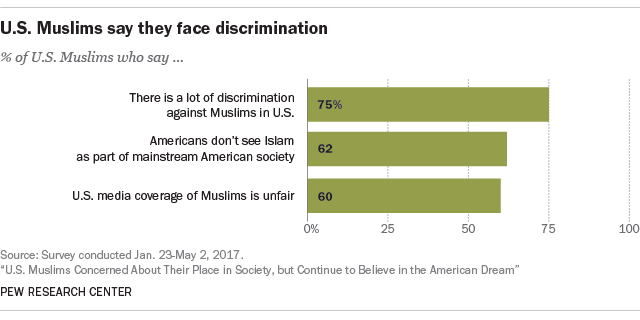 U.S. Muslims say they face discrimination
% of U.S. Muslims who say ...
There is a lot of discrimination
against Muslims in U.S.
75%
Americans don't see Islam
as part of mainstream American society
62
U.S. media coverage of Muslims is unfair
60
0%
25
50
75
100
Source: Survey conducted Jan. 23-May 2, 2017.
“U.S. Muslims Concerned About Their Place in Society, but Continue to Believe in the American Dream”
PEW RESEARCH CENTER